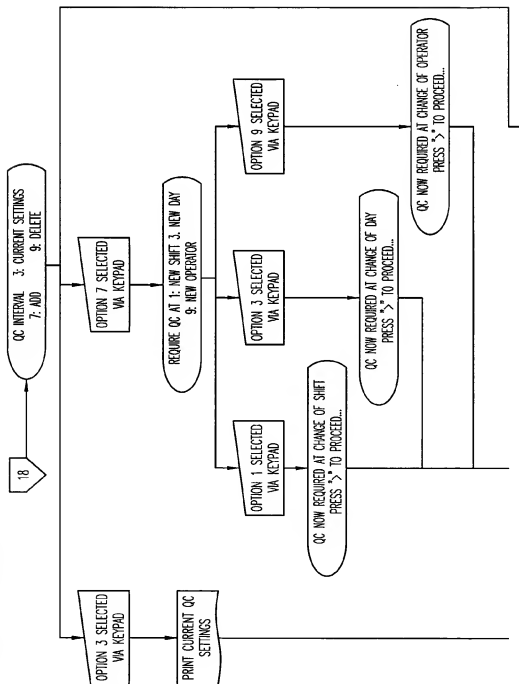 18
QC INTERVAL 3: CURRENT SETINGS
7: ADD 9: DELETE
OPTION 3 SELECTED
VIA KEYPAD
PRINT CURRENT QC
SETTINGS
OPTION 7 SELECTED
VIA KEYPAD
REQUIRE QC AT 1: NEW SHIFT 3. NEW DAY
9: NEW OPERATOR
OPTION 1 SELECTED
VIA KEYPAD
OPTION 3 SELECTED
VIA KEYPAD
OPTION 9 SELECTED
VIA KEYPAD
QC NOW REQUIRED AT CHANGE OF SHIFT
PRESS ">" TO PROCEED...
QC NOW REQUIRED AT CHANGE OF DAY
PRESS ">" TO PROCEED...
QC NOW REQUIRED AT CHANGE OF OPERATOR
PRESS ">" TO PROCEED...